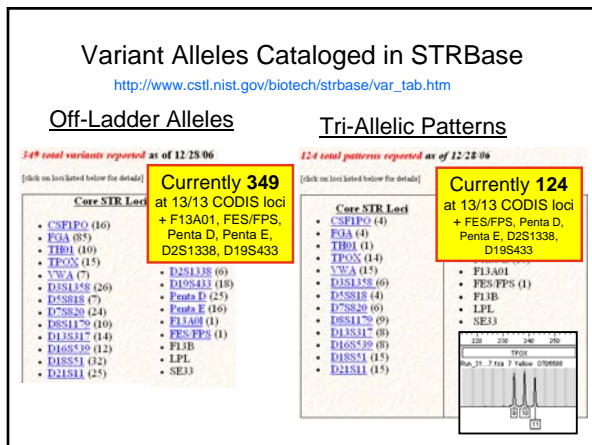 Variant Alleles Cataloged in STRBase
http://www.cstl.nist.gov/biotech/strbase/var_tab.htm
Off-Ladder Alleles
349 total variants reported as of 12/28/06
[click on loci listed below for details]
Currently 349
at 13/13 CODIS loci
+ F13A01, FES/FPS,
Penta D, Penta E,
D2S1338, D19S433
Core STR Loci
• CSF1PO (16)
• FGA (85)
• TH01 (10)
• TPOX (15)
• VWA (7)
• D3S1358 (26)
• D5S818 (7)
• D7S820 (24)
• D8S1179 (10)
• D13S317 (14)
• D16S539 (12)
• D18S51 (32)
• D21S11 (25)
• D2S1338 (6)
• D19S433 (18)
• Penta D (25)
• Penta E (16)
• F13A01 (1)
• FES/FPS (1)
• F13B
• LPL
• SE33
Tri-Allelic Patterns
124 total patterns reported as of 12/28/06
[click on loci listed below for details]
Currently 124
at 13/13 CODIS loci
+ FES/FPS, Penta D,
Penta E, D2S1338,
D19S433
Core STR Loci
• CSF1PO (4)
• FGA (4)
• TH01 (1)
• TPOX (14)
• VWA (15)
• D3S1358 (6)
• D5S818 (4)
• D7S820 (6)
• D8S1179 (9)
• D13S317 (8)
• D16S539 (8)
• D18S51 (15)
• D21S11 (15)
• F13A01
• FES/FPS (1)
• F13B
• LPL
• SE33
220 230 240 250
TPOX
7 Yellow
9 10
11